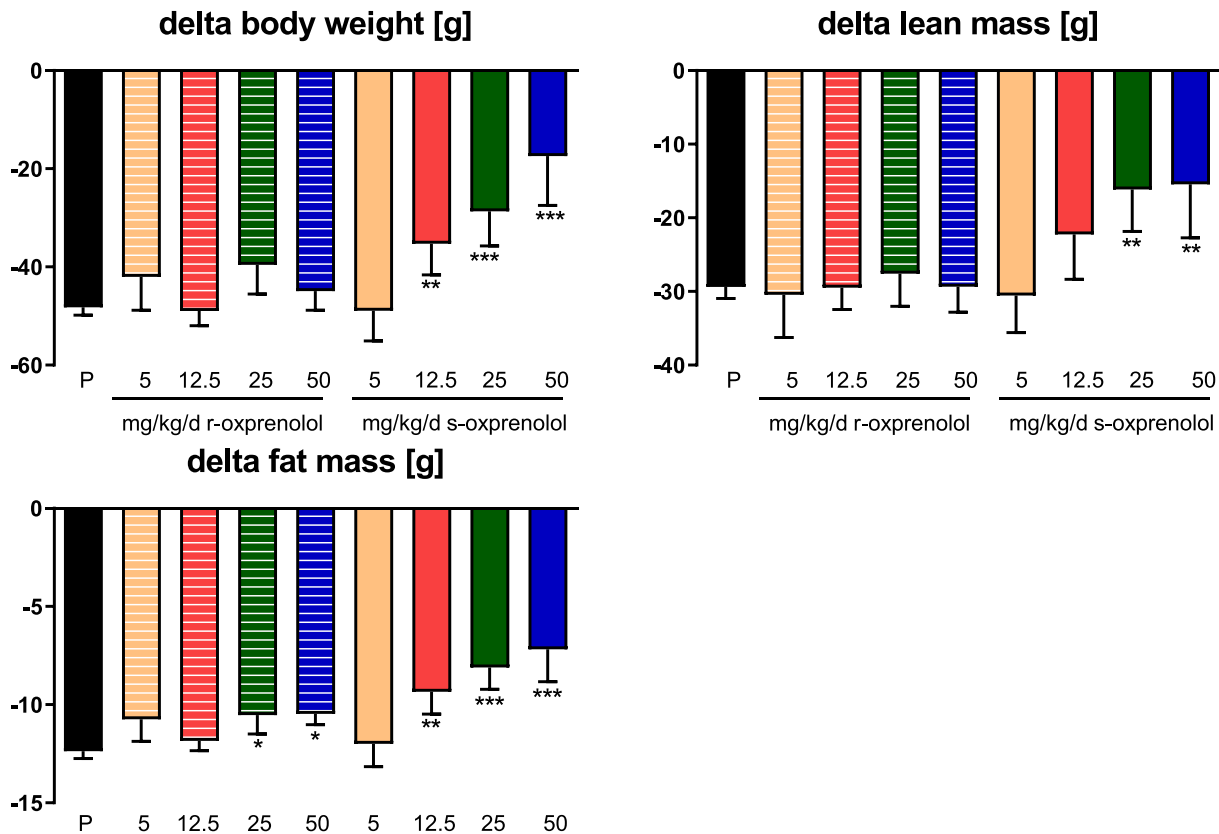 delta body weight [g]
0
-20
-40
-60
** *** ***
P 5 12.5 25 50 5 12.5 25 50
mg/kg/d r-oxprenolol mg/kg/d s-oxprenolol
delta lean mass [g]
0
-10
-20
-30
-40
** **
P 5 12.5 25 50 5 12.5 25 50
mg/kg/d r-oxprenolol mg/kg/d s-oxprenolol
delta fat mass [g]
0
-5
-10
-15
* * ** *** ***
P 5 12.5 25 50 5 12.5 25 50